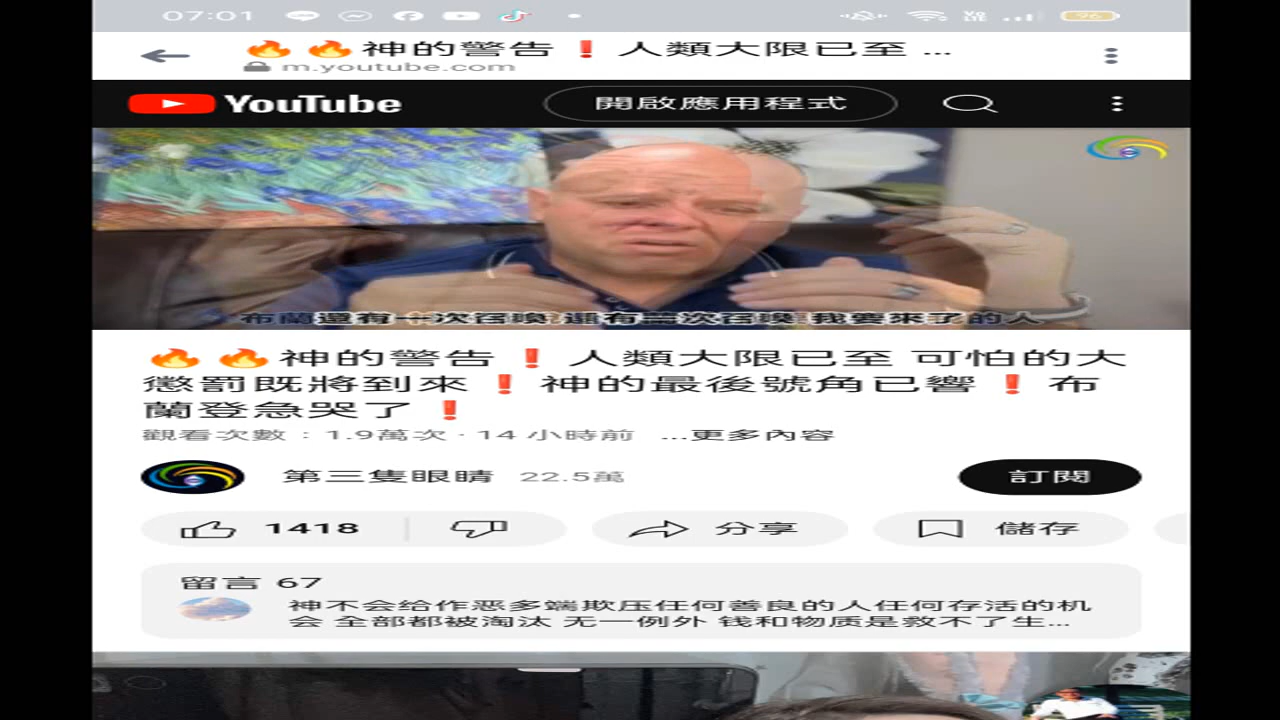 07:01
96
🔥🔥神的警告❗人類大限已至 ...
m.youtube.com
YouTube
開啟應用程式
布蘭還有一次召喚 還有二次召喚 我要來了的人
🔥🔥神的警告❗人類大限已至 可怕的大
懲罰既將到來❗神的最後號角已響❗布
蘭登急哭了❗
觀看次數：1.9萬次 · 14 小時前 ...更多內容
第三隻眼睛 22.5萬
訂閱
1418
分享
儲存
留言 67
神不会给作恶多端欺压任何善良的人任何存活的机
会 全部都被淘汰 无一例外 钱和物质是救不了生...